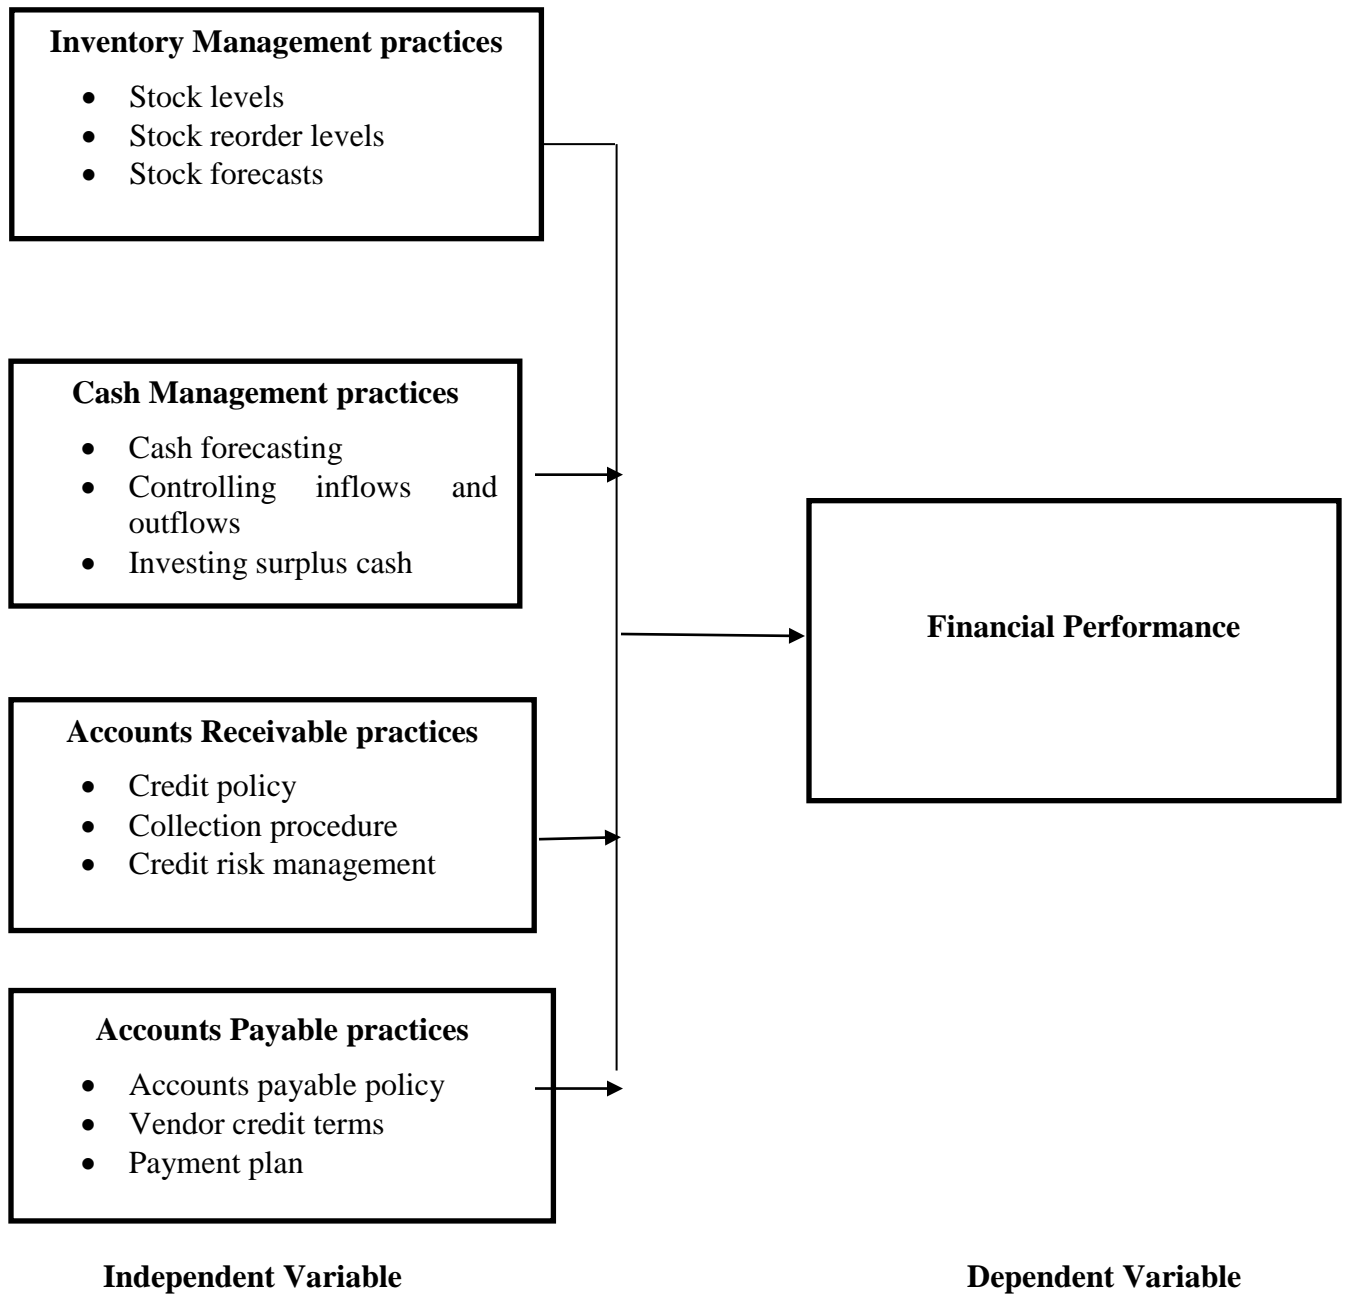 Inventory Management practices
• Stock levels
• Stock reorder levels
• Stock forecasts
Cash Management practices
• Cash forecasting
• Controlling inflows and
outflows
• Investing surplus cash
Financial Performance
Accounts Receivable practices
• Credit policy
• Collection procedure
• Credit risk management
Accounts Payable practices
• Accounts payable policy
• Vendor credit terms
• Payment plan
Independent Variable
Dependent Variable